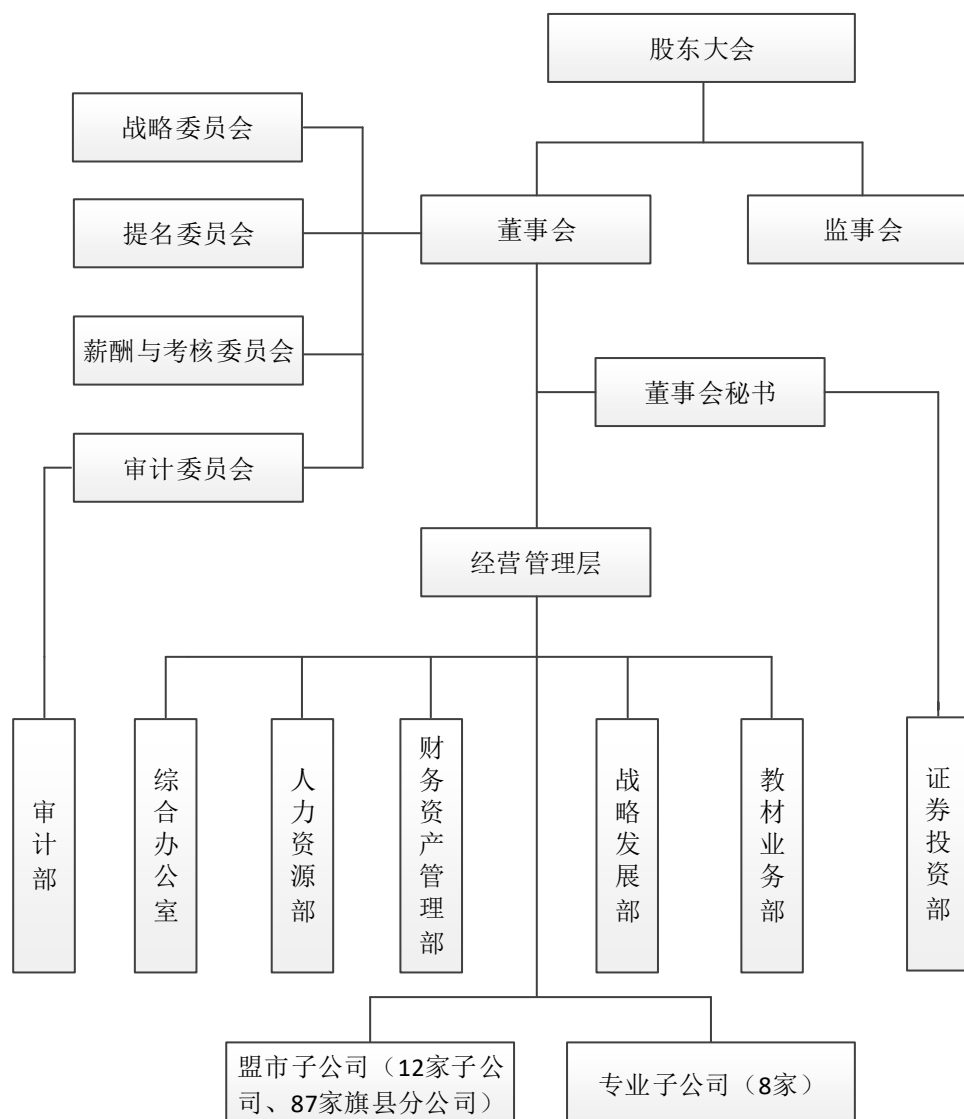 股东大会
战略委员会
提名委员会
董事会
监事会
薪酬与考核委员会
董事会秘书
审计委员会
经营管理层
审计部
综合办公室
人力资源部
财务资产管理部
战略发展部
教材业务部
证券投资部
盟市子公司（12家子公
司、87家旗县分公司）
专业子公司（8家）